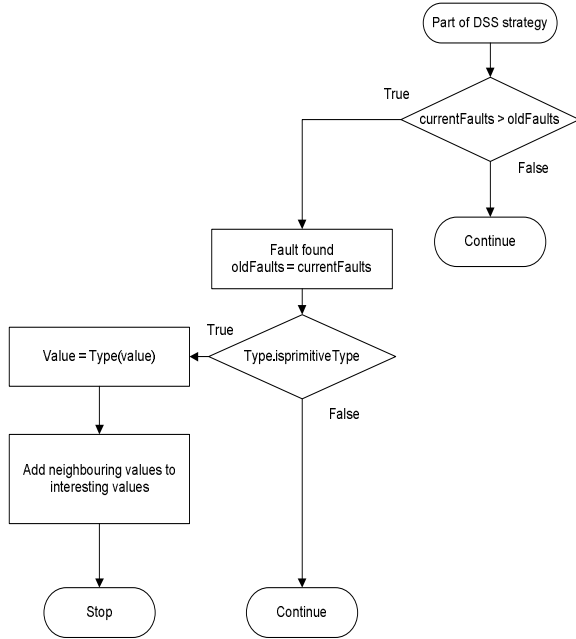 Part of DSS strategy
True
currentFaults > oldFaults
False
Continue
Fault found
oldFaults = currentFaults
True
Value = Type(value)
Type.isprimitiveType
False
Add neighbouring values to
interesting values
Stop
Continue